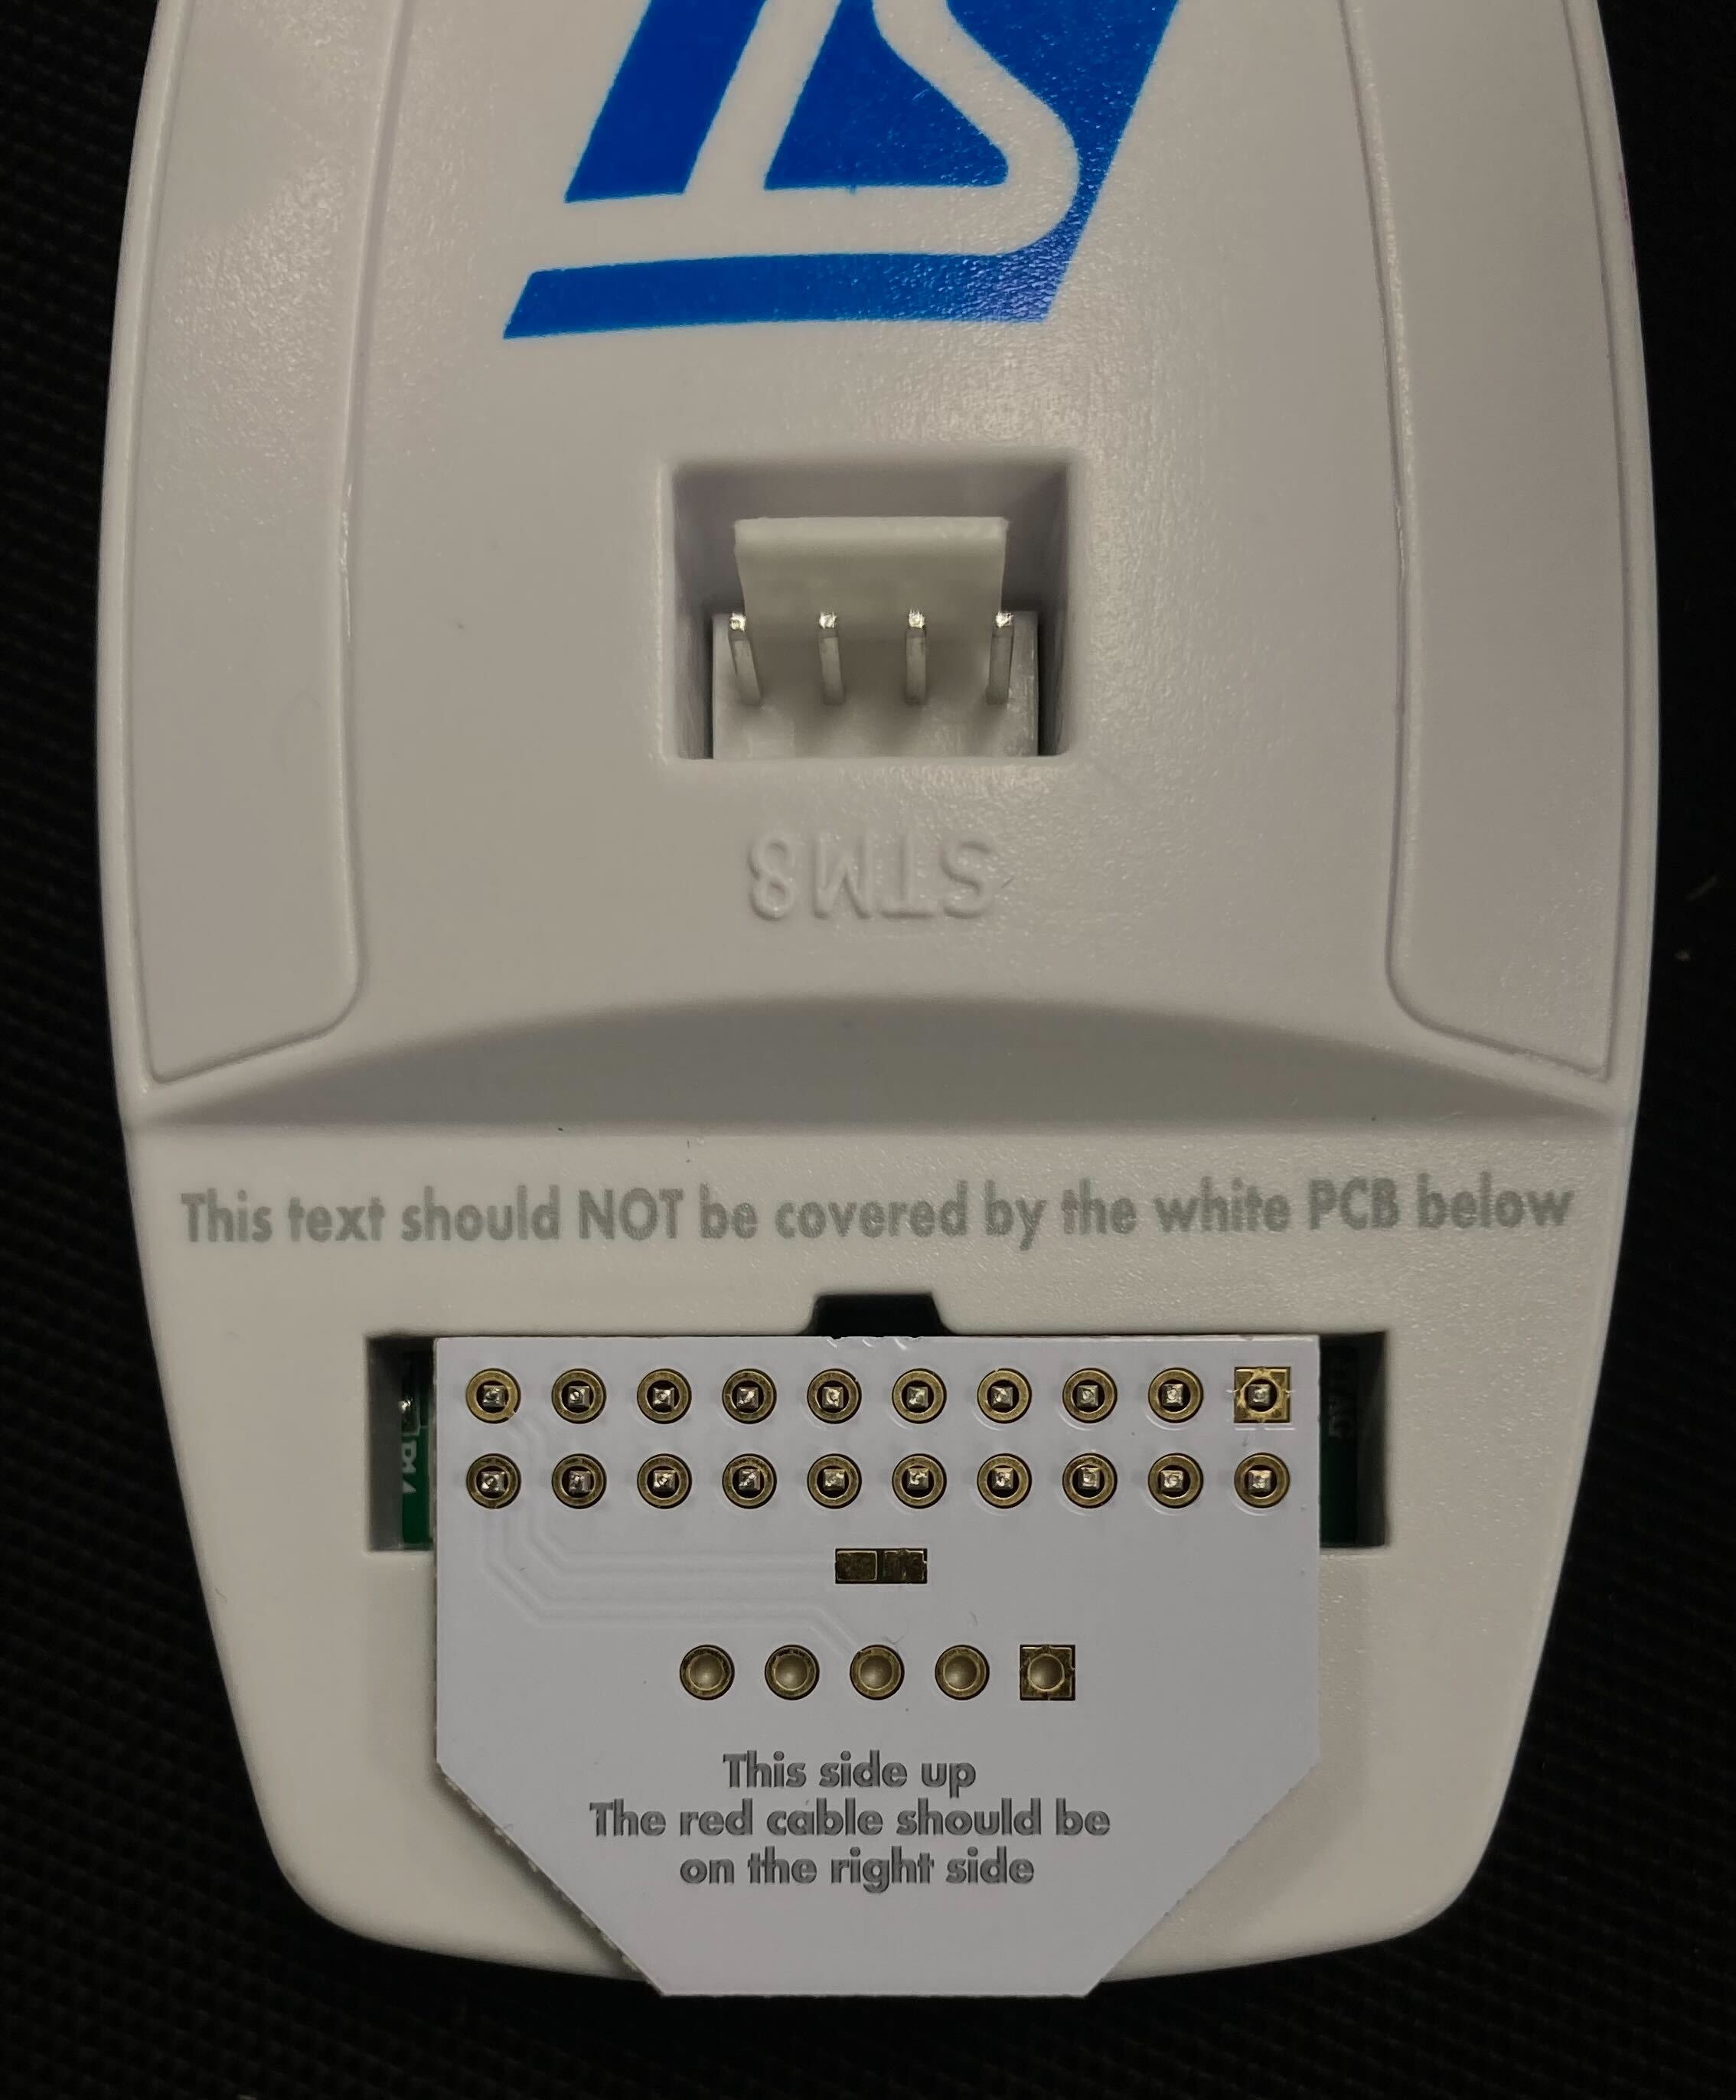 ST
STM8
This text should NOT be covered by the white PCB below
This side up
The red cable should be
on the right side